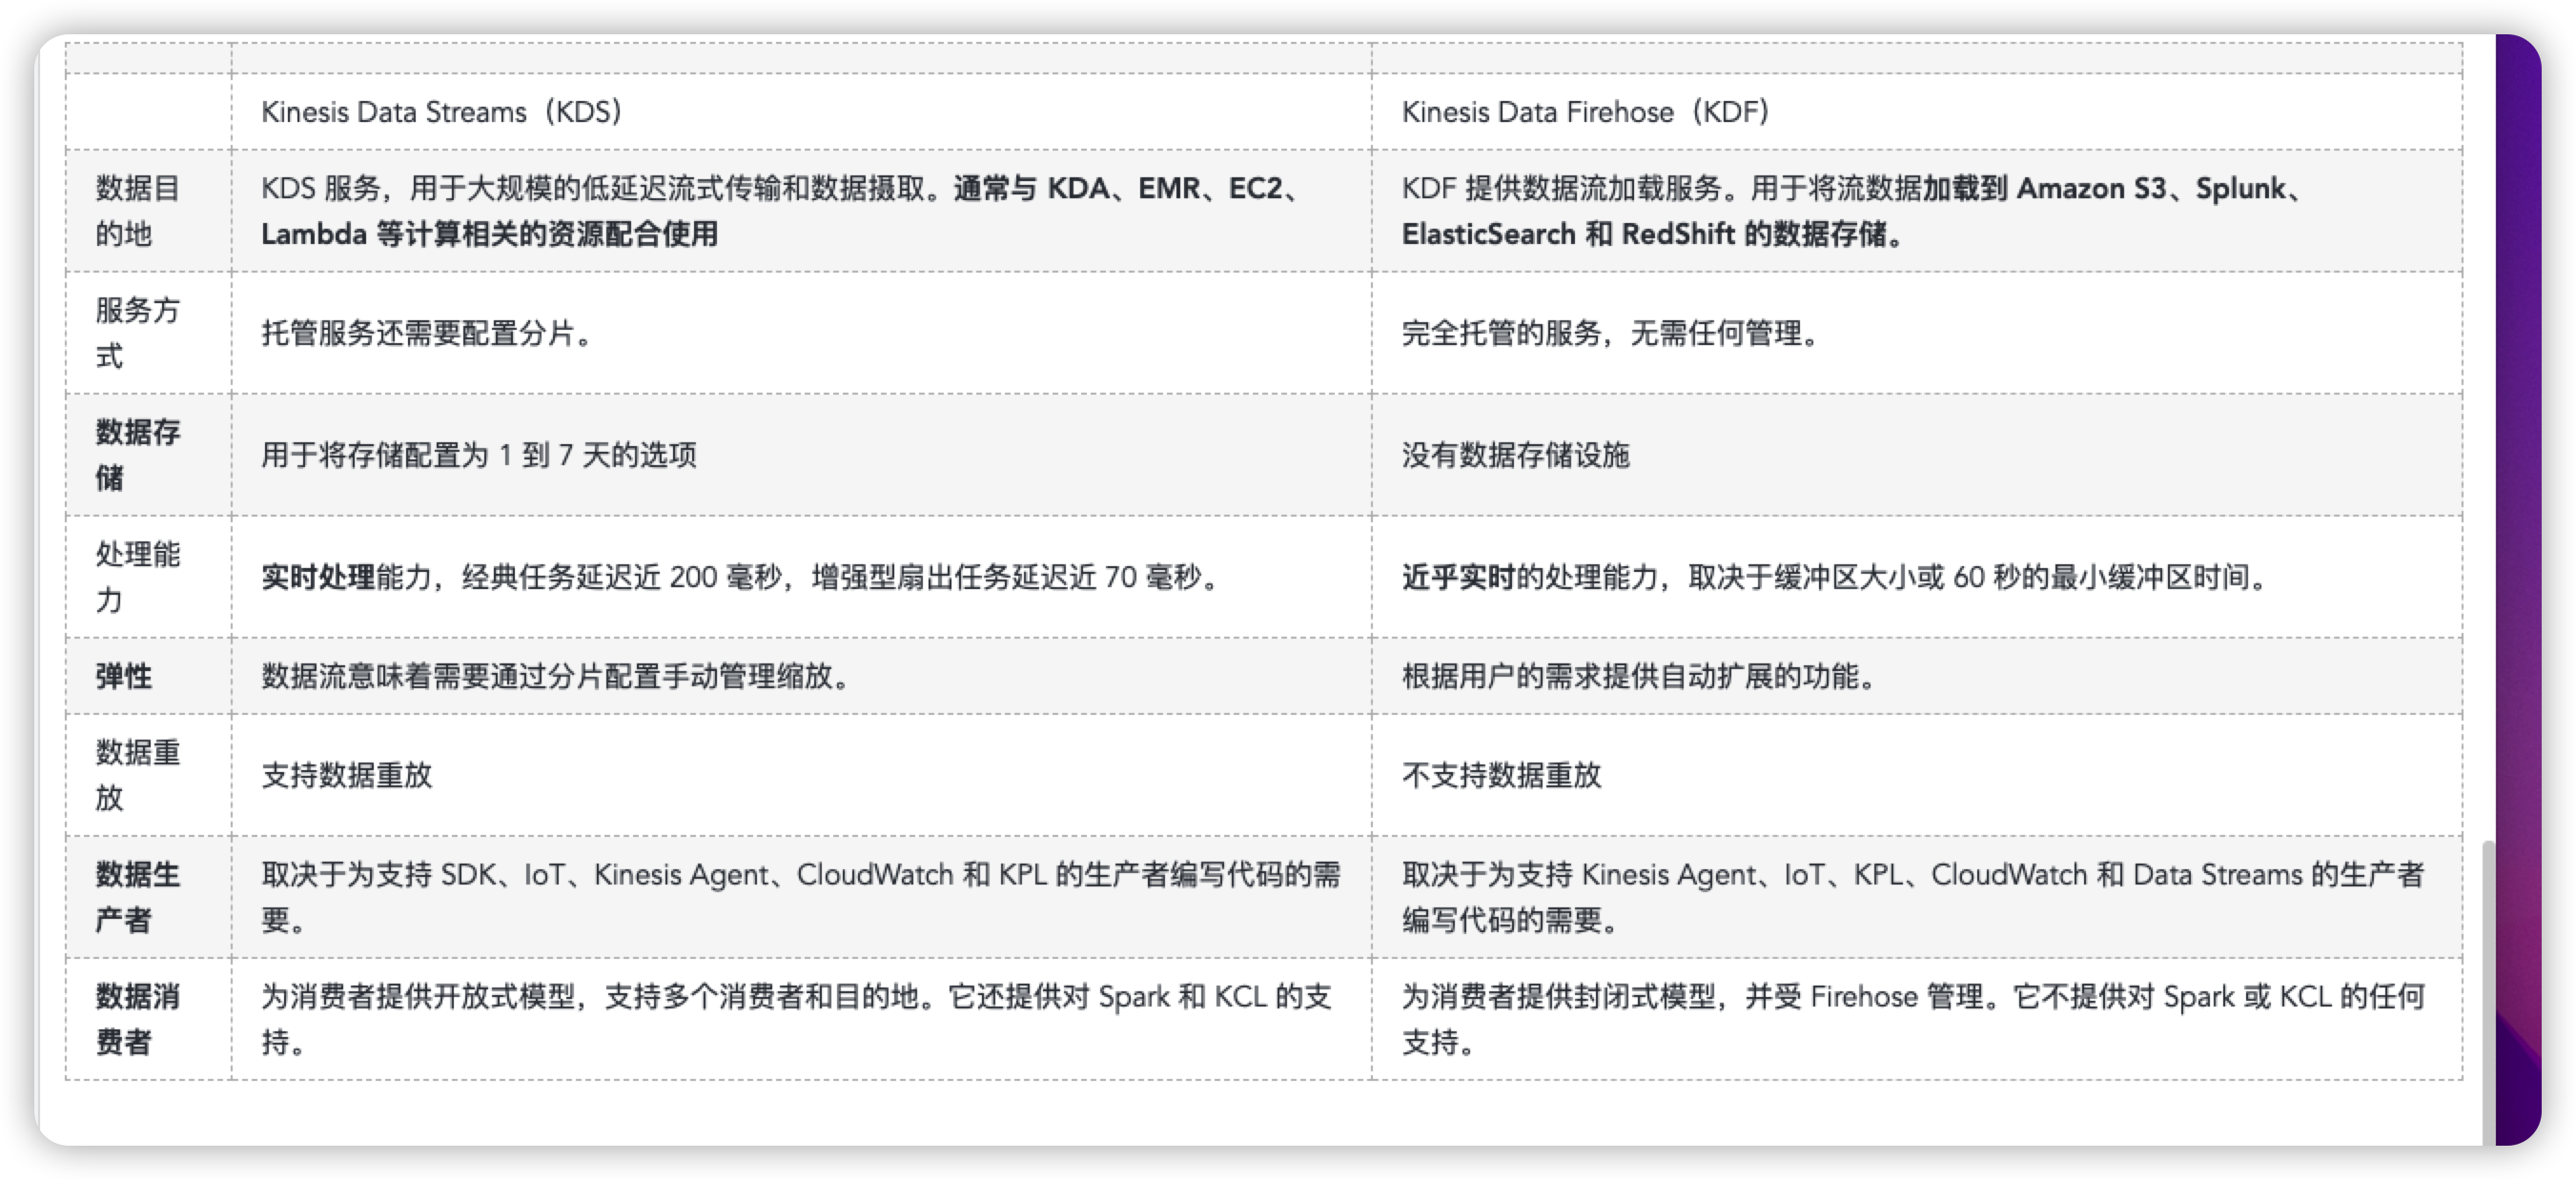 Kinesis Data Streams（KDS）
Kinesis Data Firehose（KDF）
数据目
的地
KDS 服务，用于大规模的低延迟流式传输和数据摄取。通常与 KDA、EMR、EC2、
Lambda 等计算相关的资源配合使用
KDF 提供数据流加载服务。用于将流数据加载到 Amazon S3、Splunk、
ElasticSearch 和 RedShift 的数据存储。
服务方
式
托管服务还需要配置分片。
完全托管的服务，无需任何管理。
数据存
储
用于将存储配置为 1 到 7 天的选项
没有数据存储设施
处理能
力
实时处理能力，经典任务延迟近 200 毫秒，增强型扇出任务延迟近 70 毫秒。
近乎实时的处理能力，取决于缓冲区大小或 60 秒的最小缓冲区时间。
弹性
数据流意味着需要通过分片配置手动管理缩放。
根据用户的需求提供自动扩展的功能。
数据重
放
支持数据重放
不支持数据重放
数据生
产者
取决于为支持 SDK、IoT、Kinesis Agent、CloudWatch 和 KPL 的生产者编写代码的需
要。
取决于为支持 Kinesis Agent、IoT、KPL、CloudWatch 和 Data Streams 的生产者
编写代码的需要。
数据消
费者
为消费者提供开放式模型，支持多个消费者和目的地。它还提供对 Spark 和 KCL 的支
持。
为消费者提供封闭式模型，并受 Firehose 管理。它不提供对 Spark 或 KCL 的任何
支持。